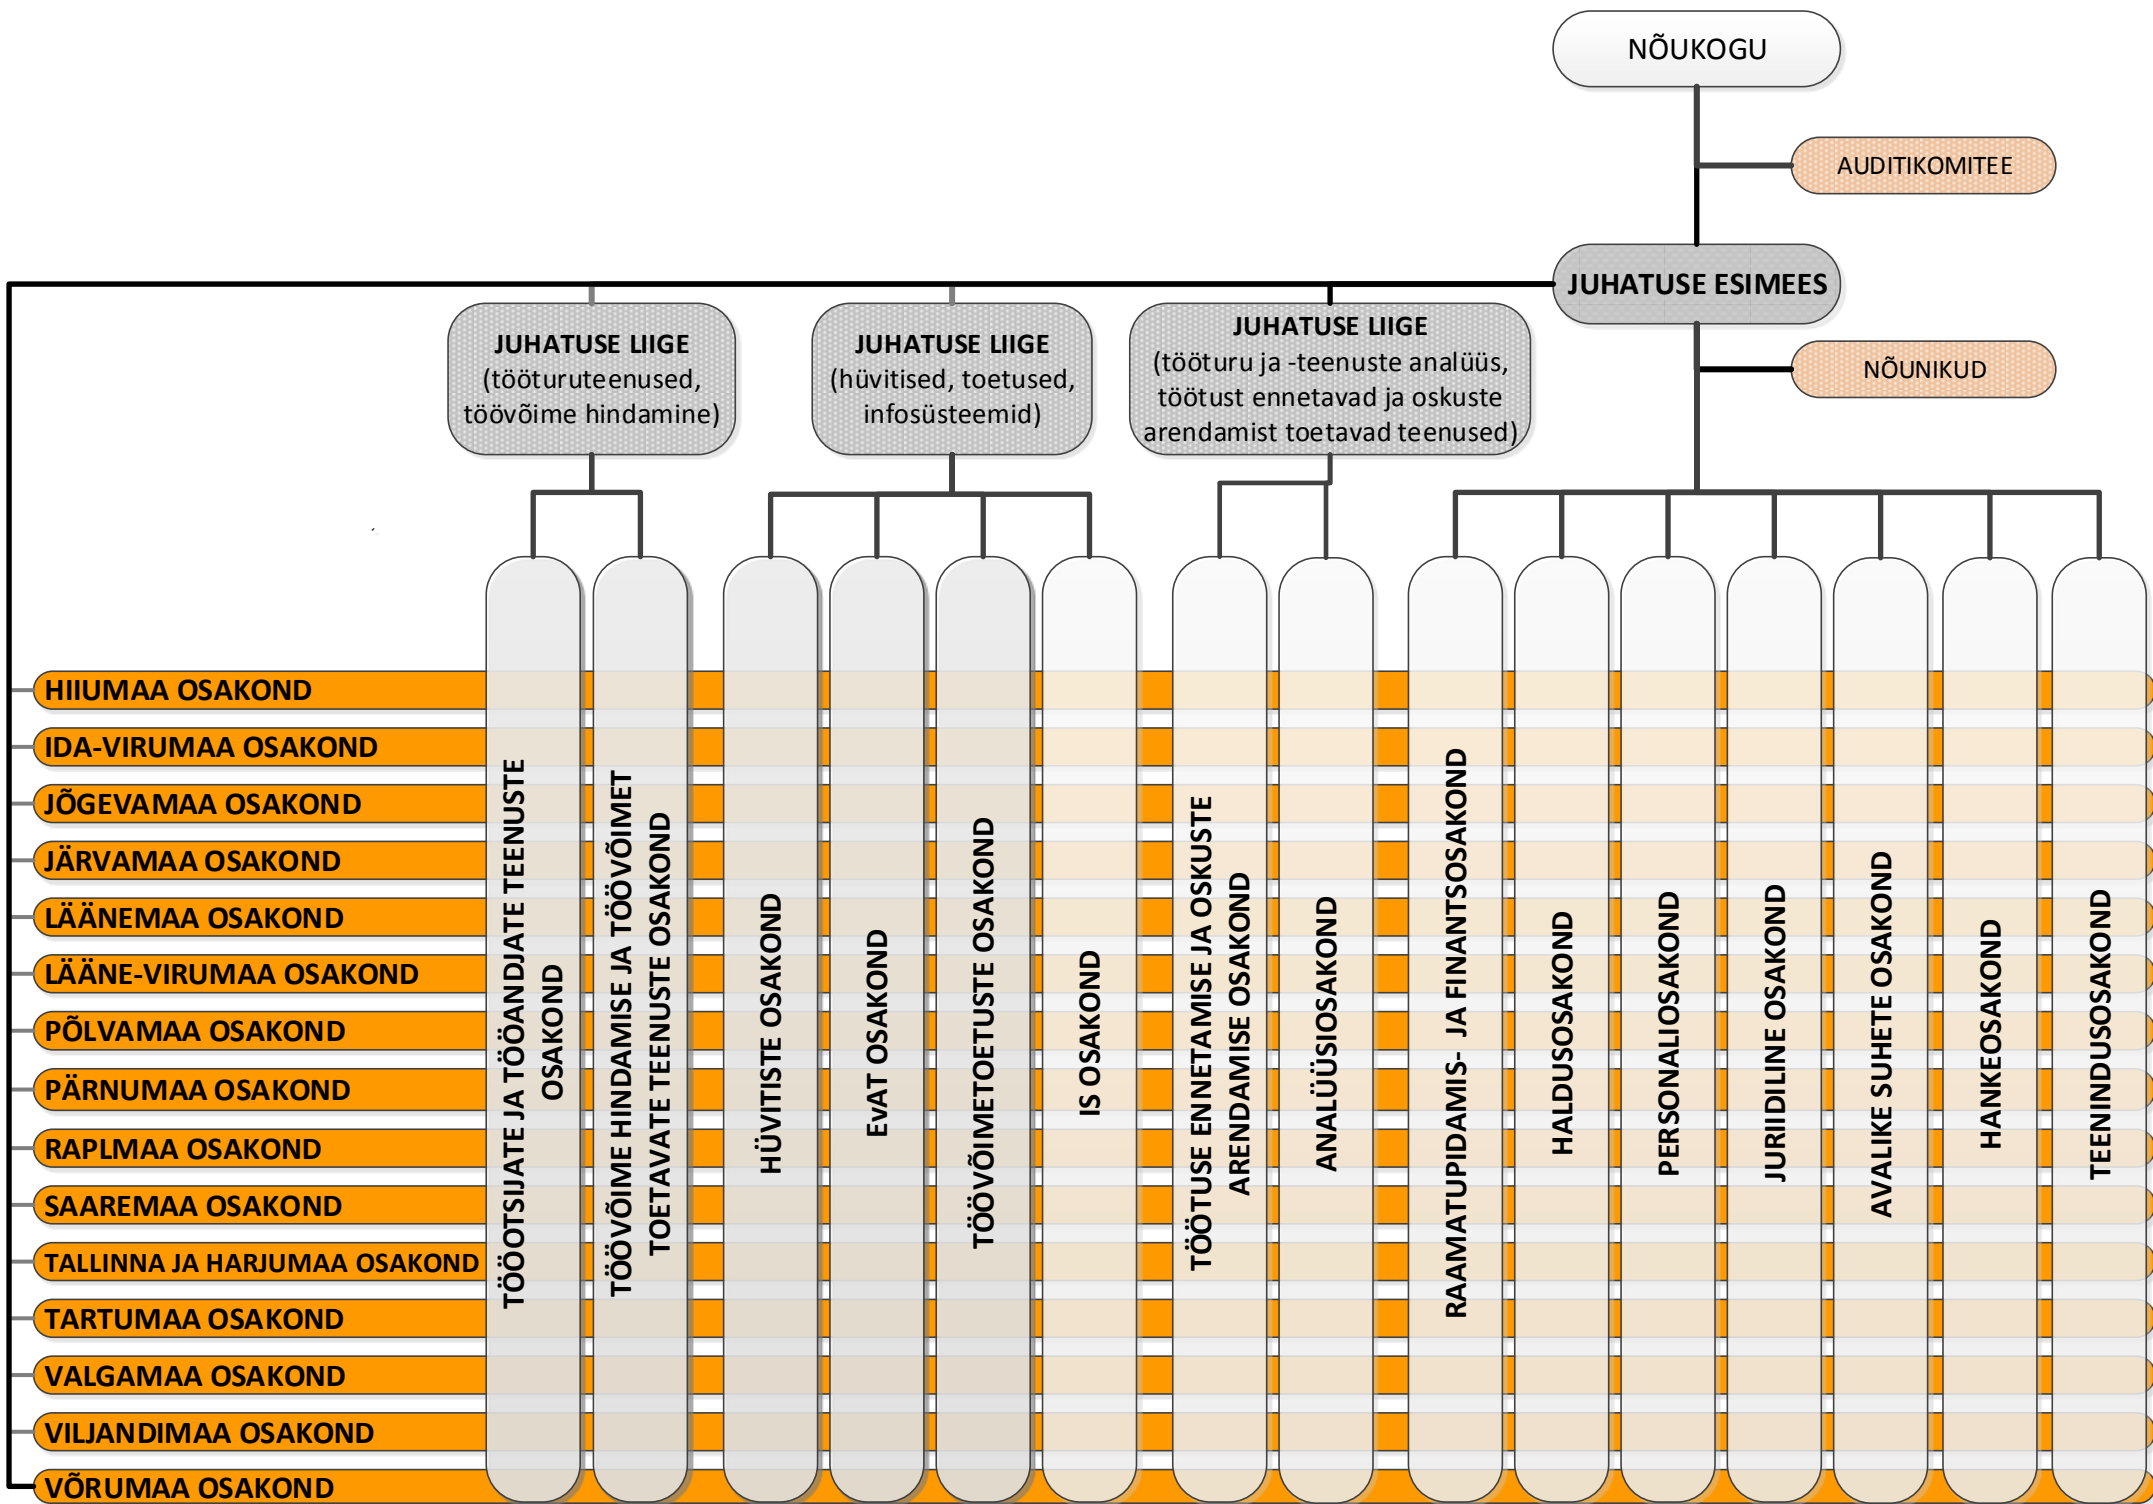 NÕUKOGU
AUDITIKOMITEE
JUHATUSE ESIMEES
NÕUNIKUD
JUHATUSE LIIGE
(tööturuteenused,
töövõime hindamine)
JUHATUSE LIIGE
(hüvitised, toetused,
infosüsteemid)
JUHATUSE LIIGE
(tööturu ja -teenuste analüüs,
töötust ennetavad ja oskuste
arendamist toetavad teenused)
HIIUMAA OSAKOND
IDA-VIRUMAA OSAKOND
JÕGEVAMAA OSAKOND
JÄRVAMAA OSAKOND
LÄÄNEMAA OSAKOND
LÄÄNE-VIRUMAA OSAKOND
PÕLVAMAA OSAKOND
PÄRNUMAA OSAKOND
RAPLMAA OSAKOND
SAAREMAA OSAKOND
TALLINNA JA HARJUMAA OSAKOND
TARTUMAA OSAKOND
VALGAMAA OSAKOND
VILJANDIMAA OSAKOND
VÕRUMAA OSAKOND
TÖÖOTSIJATE JA TÖÖANDJATE TEENUSTE
OSAKOND
TÖÖVÕIME HINDAMISE JA TÖÖVÕIMET
TOETAVATE TEENUSTE OSAKOND
HÜVITISTE OSAKOND
EvAT OSAKOND
TÖÖVÕIMETOETUSTE OSAKOND
IS OSAKOND
TÖÖTUSE ENNETAMISE JA OSKUSTE
ARENDAMISE OSAKOND
ANALÜÜSIOSAKOND
RAAMATUPIDAMIS- JA FINANTSOSAKOND
HALDUSOSAKOND
PERSONALIOSAKOND
JURIIDILINE OSAKOND
AVALIKE SUHETE OSAKOND
HANKEOSAKOND
TEENINDUSOSAKOND